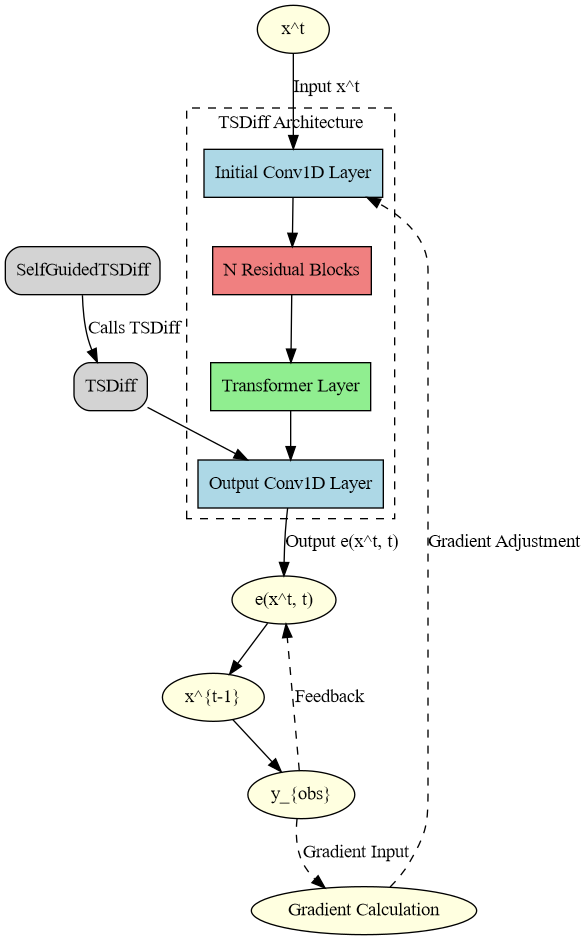 x^t
Input x^t
TSDiff Architecture
Initial Conv1D Layer
SelfGuidedTSDiff
N Residual Blocks
Calls TSDiff
TSDiff
Transformer Layer
Output Conv1D Layer
Output e(x^t, t)
Gradient Adjustment
e(x^t, t)
x^{t-1}
Feedback
y_{obs}
Gradient Input
Gradient Calculation